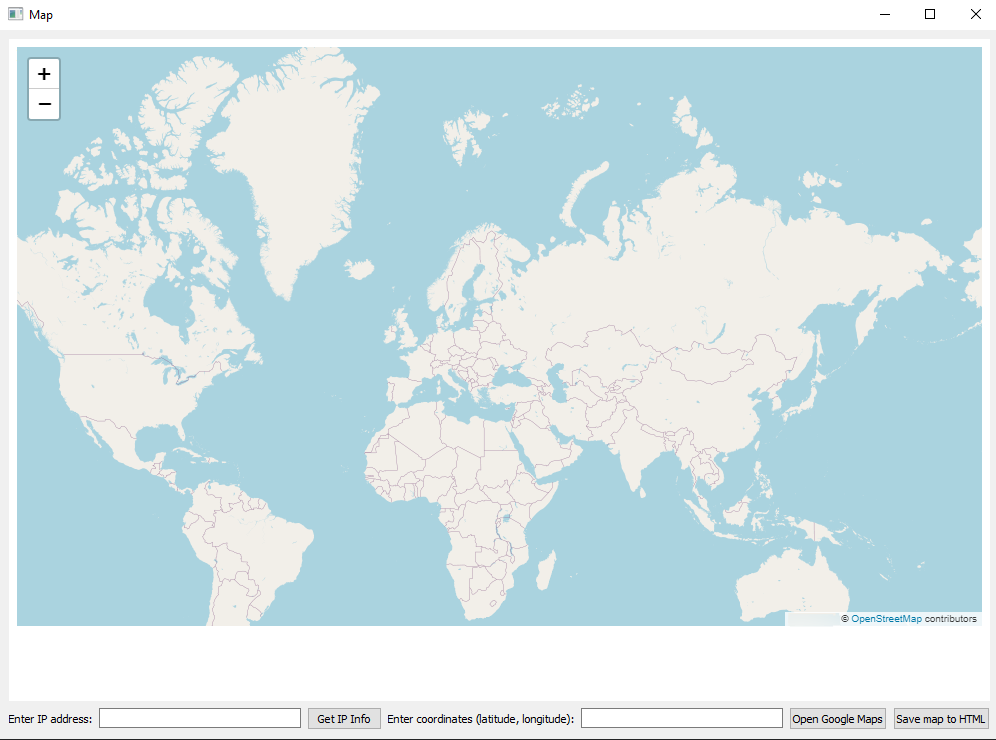 Map
+
−
© OpenStreetMap contributors
Enter IP address: Get IP Info Enter coordinates (latitude, longitude): Open Google Maps Save map to HTML